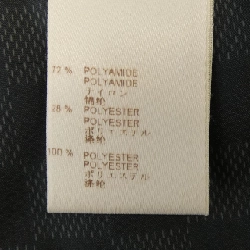 72 % POLYAMIDE
POLYAMIDE
ナイロン
锦纶
28 % POLYESTER
POLYESTER
ポリエステル
涤纶
100 % POLYESTER
POLYESTER
ポリエステル
涤纶